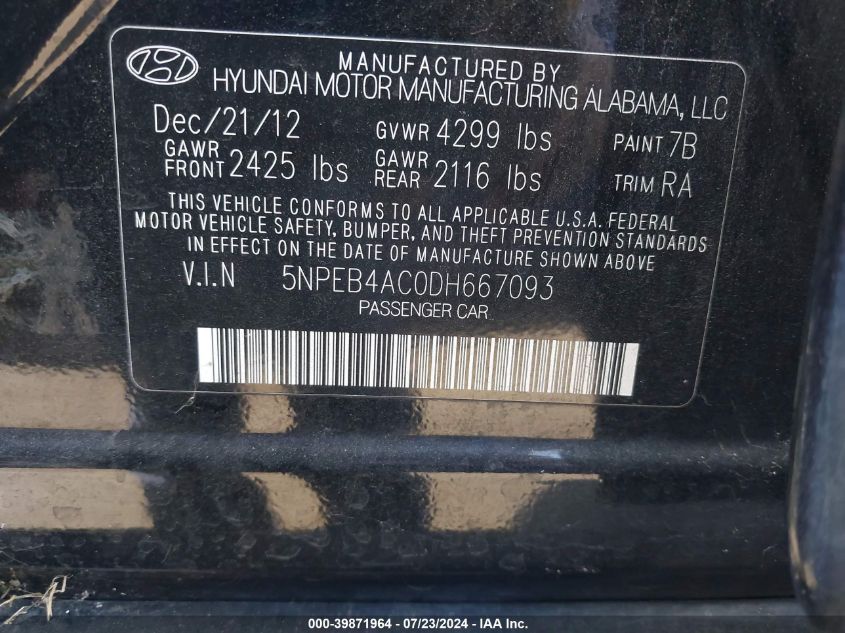 MANUFACTURED BY
HYUNDAI MOTOR MANUFACTURING ALABAMA, LLC
Dec/21/12 GVWR 4299 lbs PAINT 7B
GAWR FRONT 2425 lbs GAWR REAR 2116 lbs TRIM RA
THIS VEHICLE CONFORMS TO ALL APPLICABLE U.S.A. FEDERAL
MOTOR VEHICLE SAFETY, BUMPER, AND THEFT PREVENTION STANDARDS
IN EFFECT ON THE DATE OF MANUFACTURE SHOWN ABOVE
V.I.N 5NPEB4AC0DH667093
PASSENGER CAR
000-39871964 - 07/23/2024 - IAA Inc.